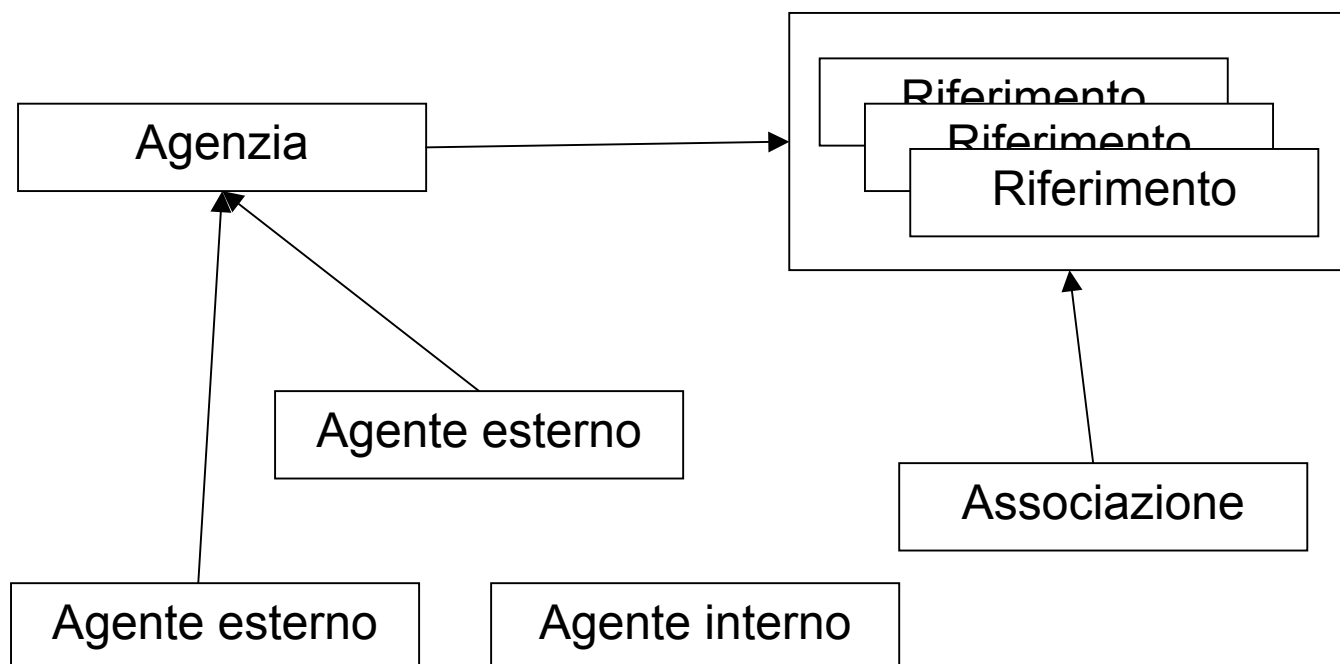 Riferimento
Agenzia
Riferimento
Riferimento
Agente esterno
Associazione
Agente esterno
Agente interno